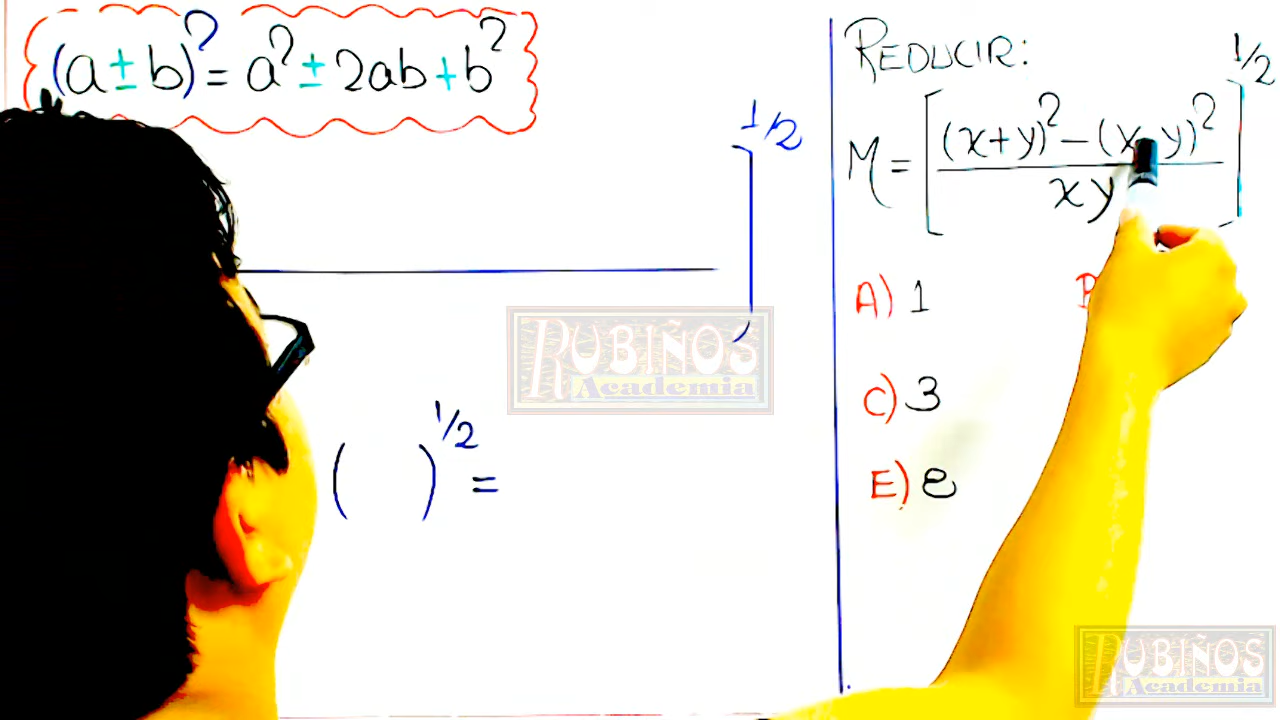 (a ± b)² = a² ± 2ab + b²
]^1/2
( )^1/2 =
REDUCIR:
M = [ (x+y)² − (x y)² / xy ]^1/2
A) 1
C) 3
E) 8
RUBIÑOS
Academia
RUBIÑOS
Academia